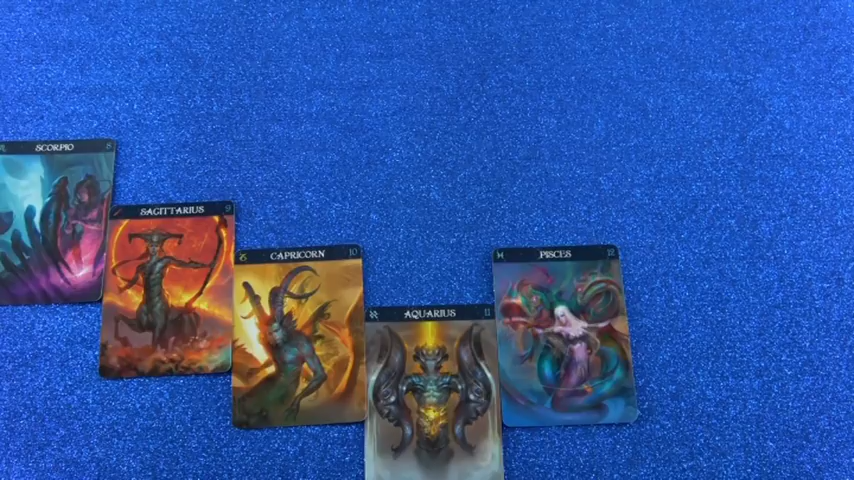 SCORPIO 8
SAGITTARIUS 9
CAPRICORN 10
AQUARIUS 11
PISCES 12